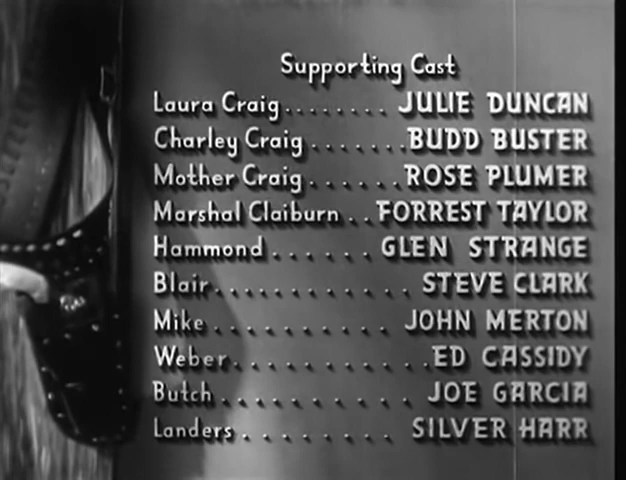 Supporting Cast
Laura Craig........ JULIE DUNCAN
Charley Craig.......BUDD BUSTER
Mother Craig......ROSE PLUMER
Marshal Claiburn ..FORREST TAYLOR
Hammond ...... GLEN STRANGE
Blair............ STEVE CLARK
Mike .......... JOHN MERTON
Weber............ED CASSIDY
Butch .......... JOE GARCIA
Landers ........ SILVER HARR